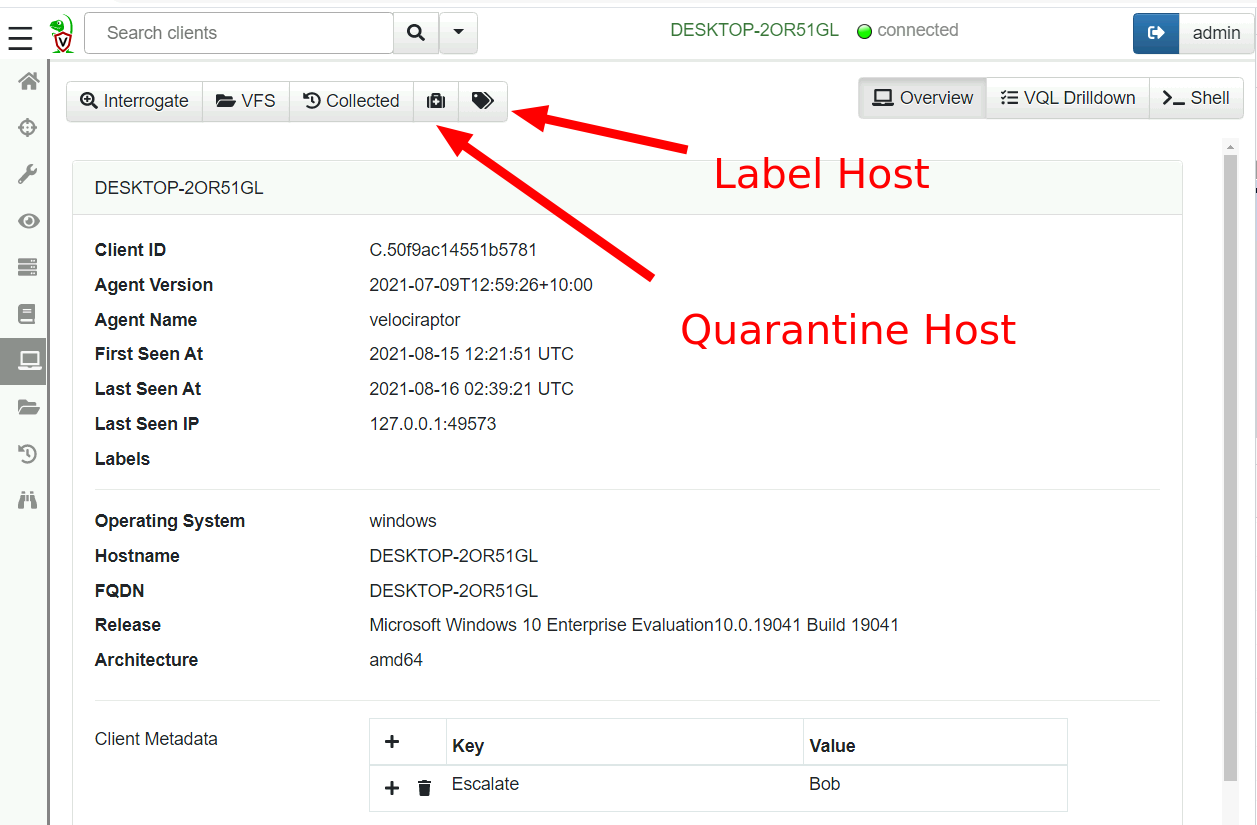 Search clients
DESKTOP-2OR51GL connected
admin
Interrogate VFS Collected
Overview VQL Drilldown Shell
Label Host
DESKTOP-2OR51GL
Client ID C.50f9ac14551b5781
Agent Version 2021-07-09T12:59:26+10:00
Quarantine Host
Agent Name velociraptor
First Seen At 2021-08-15 12:21:51 UTC
Last Seen At 2021-08-16 02:39:21 UTC
Last Seen IP 127.0.0.1:49573
Labels
Operating System windows
Hostname DESKTOP-2OR51GL
FQDN DESKTOP-2OR51GL
Release Microsoft Windows 10 Enterprise Evaluation10.0.19041 Build 19041
Architecture amd64
Client Metadata
Key Value
Escalate Bob